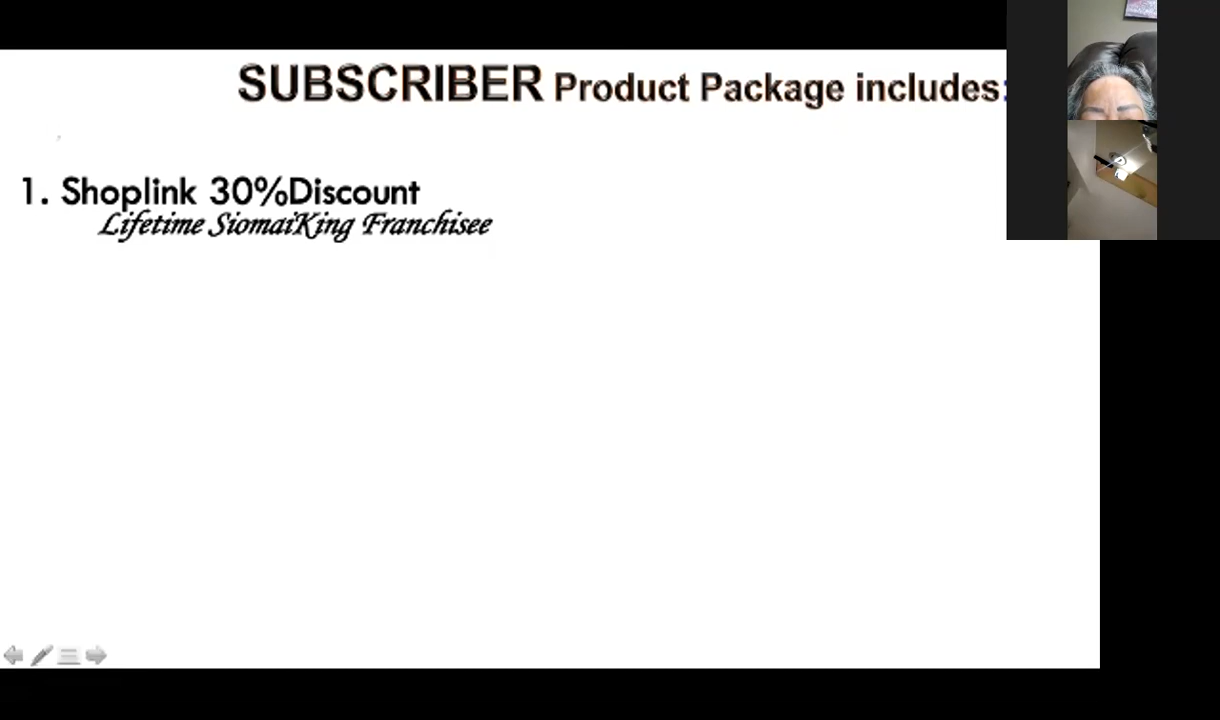 SUBSCRIBER Product Package includes:
1. Shoplink 30%Discount
Lifetime SiomaiKing Franchisee